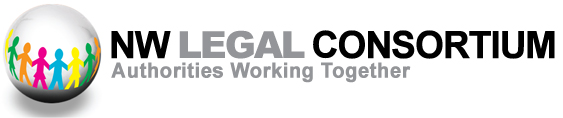 NW LEGAL CONSORTIUM
Authorities Working Together